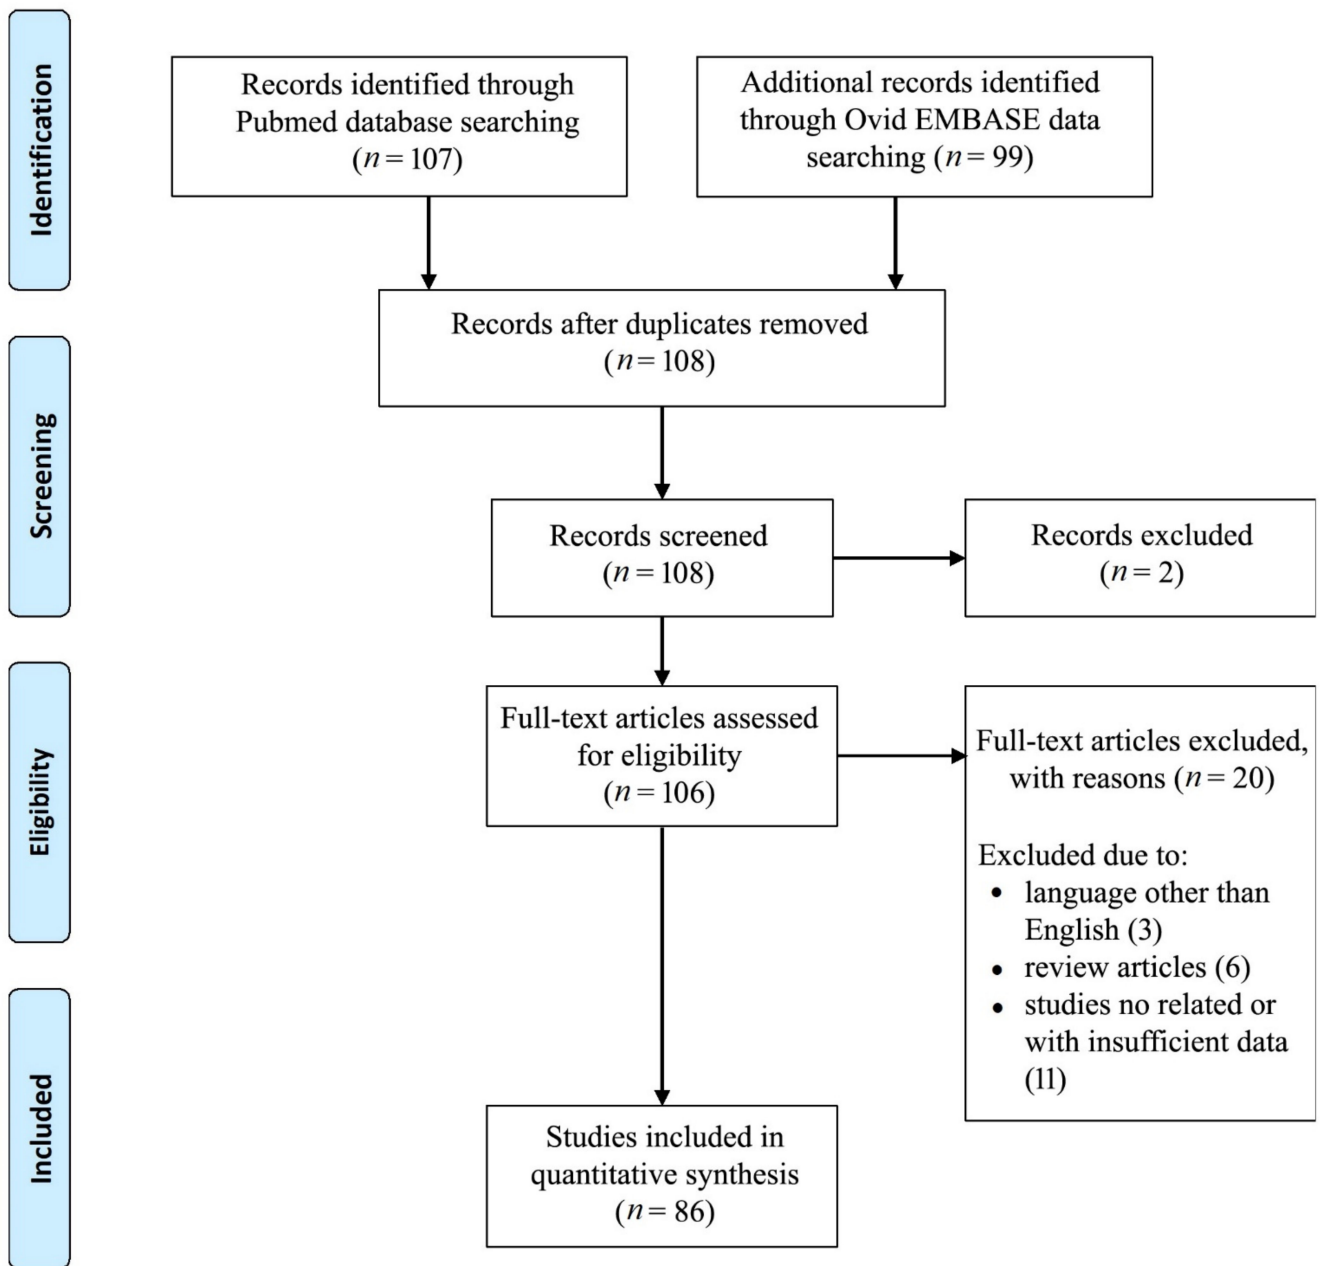 Identification
Records identified through
Pubmed database searching
(n = 107)
Additional records identified
through Ovid EMBASE data
searching (n = 99)
Records after duplicates removed
(n = 108)
Screening
Records screened
(n = 108)
Records excluded
(n = 2)
Eligibility
Full-text articles assessed
for eligibility
(n = 106)
Full-text articles excluded,
with reasons (n = 20)
Excluded due to:
• language other than
English (3)
• review articles (6)
• studies no related or
with insufficient data
(11)
Included
Studies included in
quantitative synthesis
(n = 86)